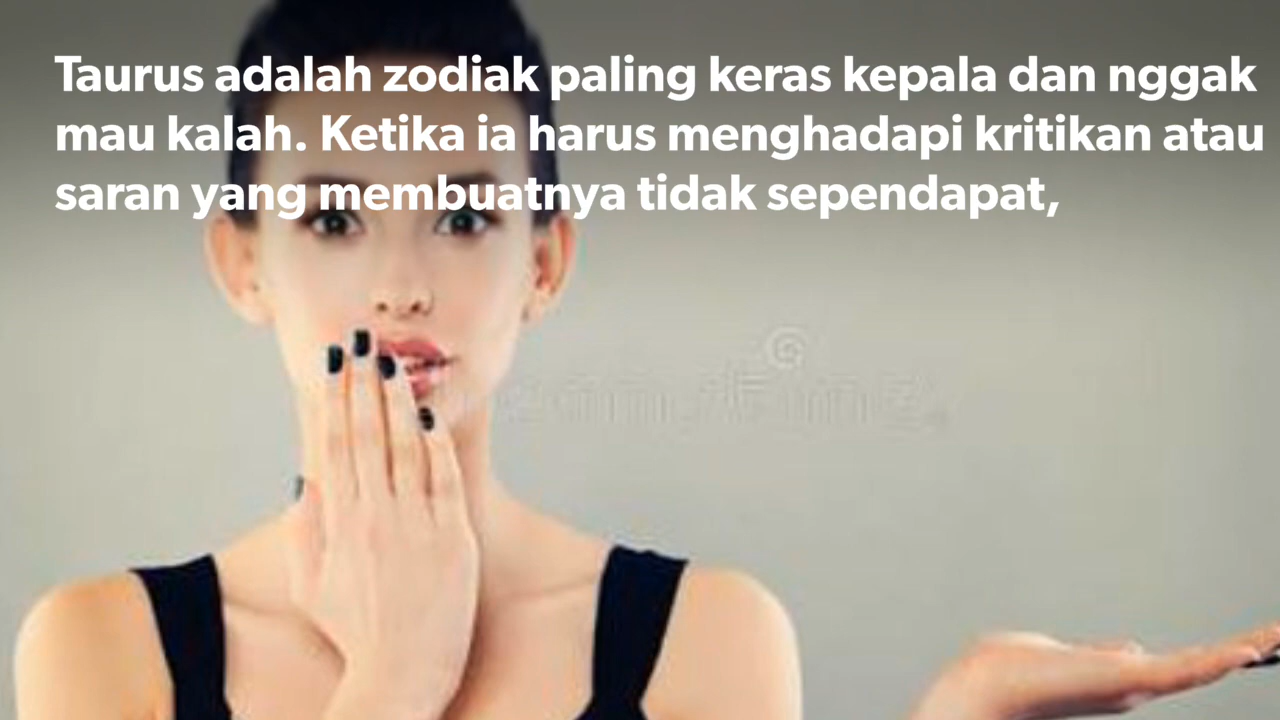 Taurus adalah zodiak paling keras kepala dan nggak
mau kalah. Ketika ia harus menghadapi kritikan atau
saran yang membuatnya tidak sependapat,